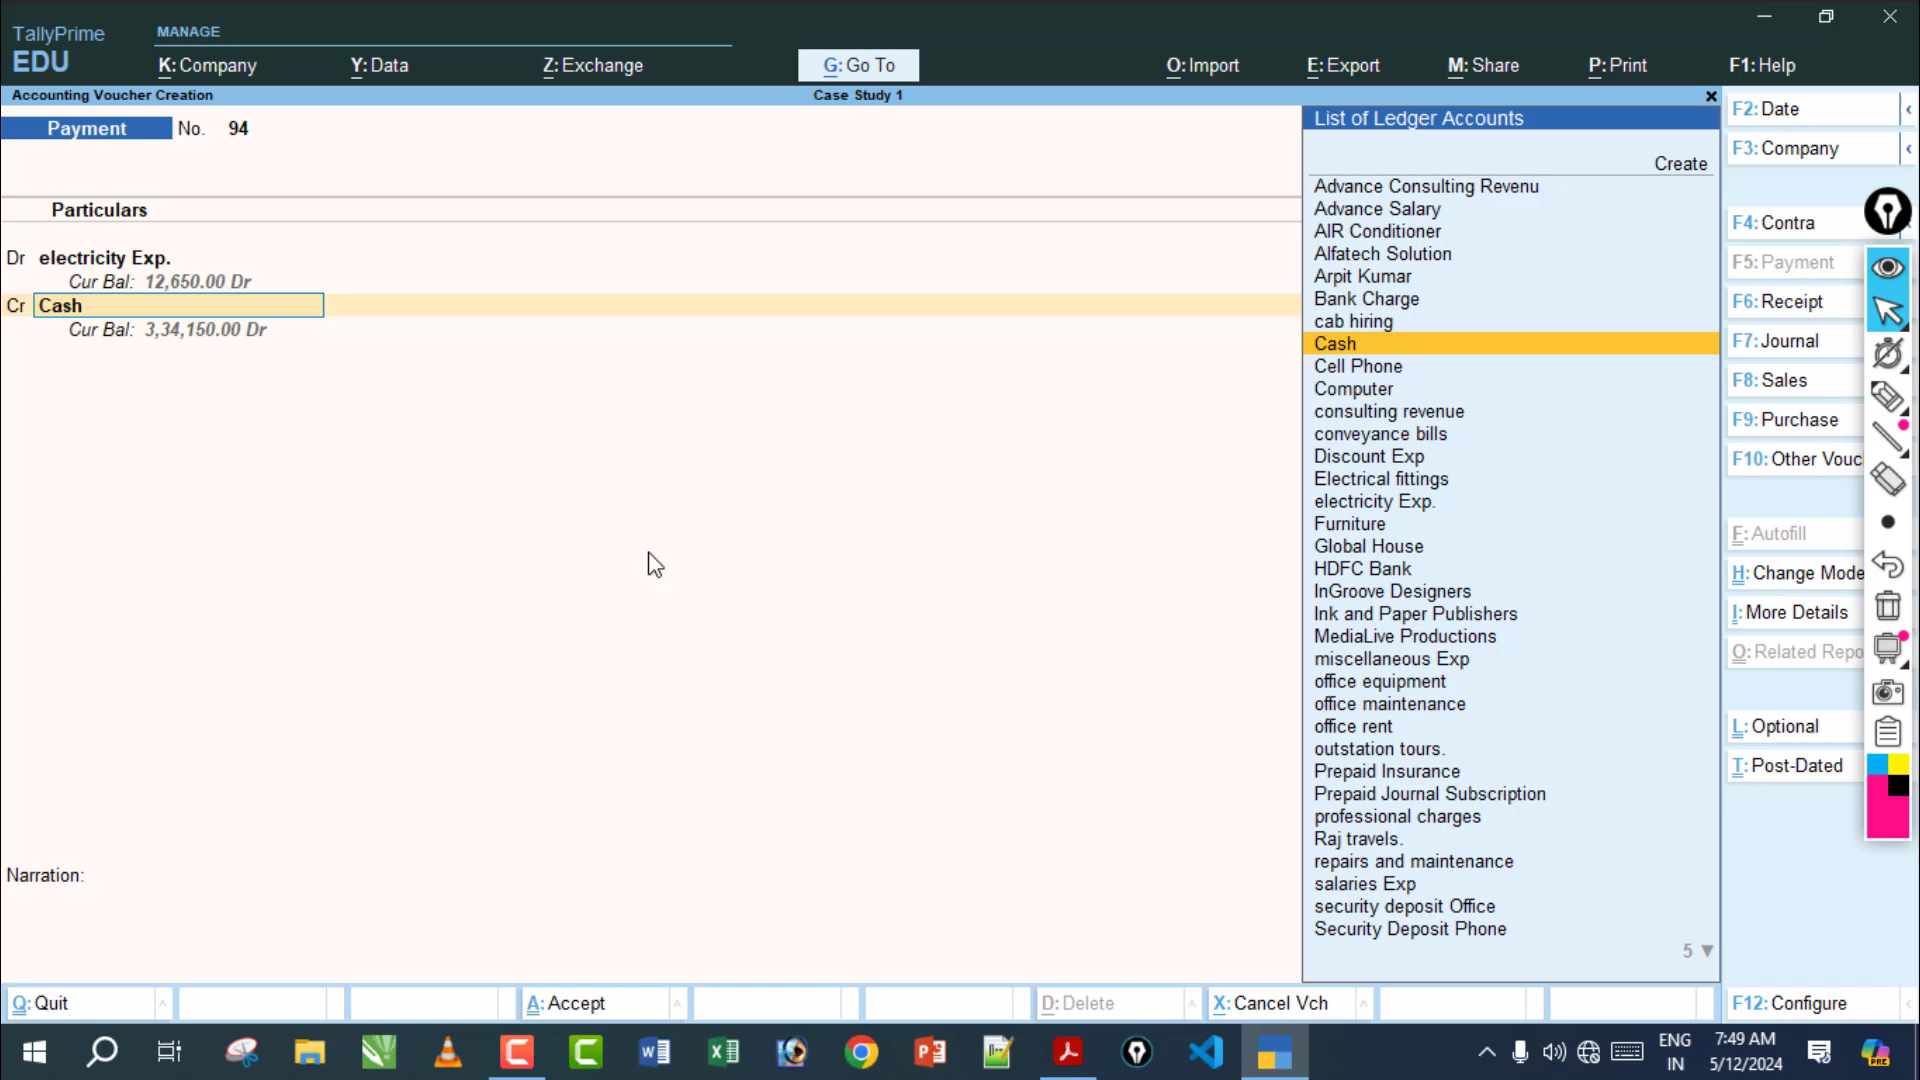 TallyPrime
EDU
MANAGE
K: Company
Y: Data
Z: Exchange
G: Go To
O: Import
E: Export
M: Share
P: Print
F1: Help
Accounting Voucher Creation
Case Study 1
Payment No. 94
Particulars
Dr electricity Exp.
Cur Bal: 12,650.00 Dr
Cr Cash
Cur Bal: 3,34,150.00 Dr
Narration:
List of Ledger Accounts
Create
Advance Consulting Revenu
Advance Salary
AIR Conditioner
Alfatech Solution
Arpit Kumar
Bank Charge
cab hiring
Cash
Cell Phone
Computer
consulting revenue
conveyance bills
Discount Exp
Electrical fittings
electricity Exp.
Furniture
Global House
HDFC Bank
InGroove Designers
Ink and Paper Publishers
MediaLive Productions
miscellaneous Exp
office equipment
office maintenance
office rent
outstation tours.
Prepaid Insurance
Prepaid Journal Subscription
professional charges
Raj travels.
repairs and maintenance
salaries Exp
security deposit Office
Security Deposit Phone
5 ▼
F2: Date
F3: Company
F4: Contra
F5: Payment
F6: Receipt
F7: Journal
F8: Sales
F9: Purchase
F10: Other Vouc
F: Autofill
H: Change Mode
I: More Details
O: Related Repo
L: Optional
T: Post-Dated
Q: Quit
A: Accept
D: Delete
X: Cancel Vch
F12: Configure
ENG
IN
7:49 AM
5/12/2024
PRE